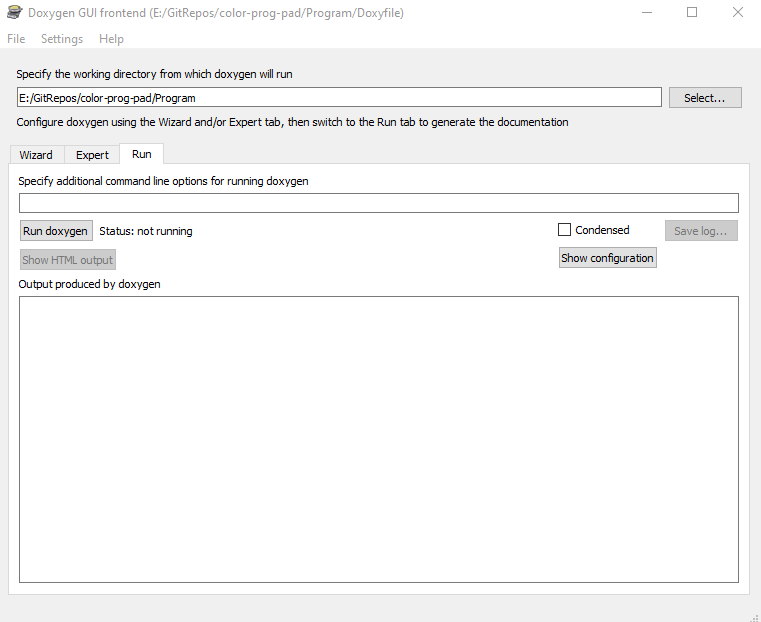 Doxygen GUI frontend (E:/GitRepos/color-prog-pad/Program/Doxyfile)
File Settings Help
Specify the working directory from which doxygen will run
E:/GitRepos/color-prog-pad/Program Select...
Configure doxygen using the Wizard and/or Expert tab, then switch to the Run tab to generate the documentation
Wizard Expert Run
Specify additional command line options for running doxygen
Run doxygen Status: not running Condensed Save log...
Show HTML output Show configuration
Output produced by doxygen